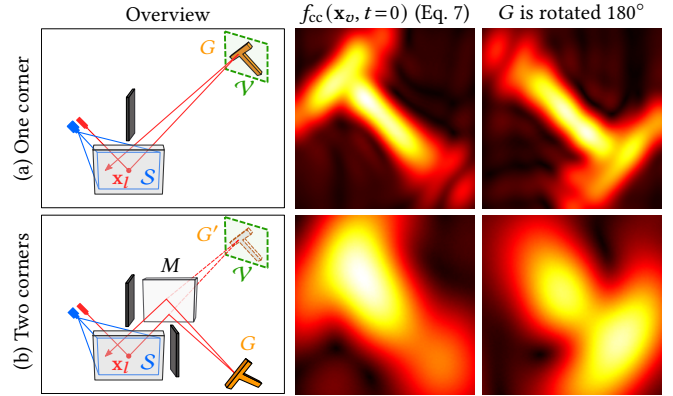 Overview
f_cc(x_v, t=0) (Eq. 7)
G is rotated 180°
(a) One corner
G
𝒱
x_l
𝒮
(b) Two corners
G′
𝒱
M
G
x_l
𝒮